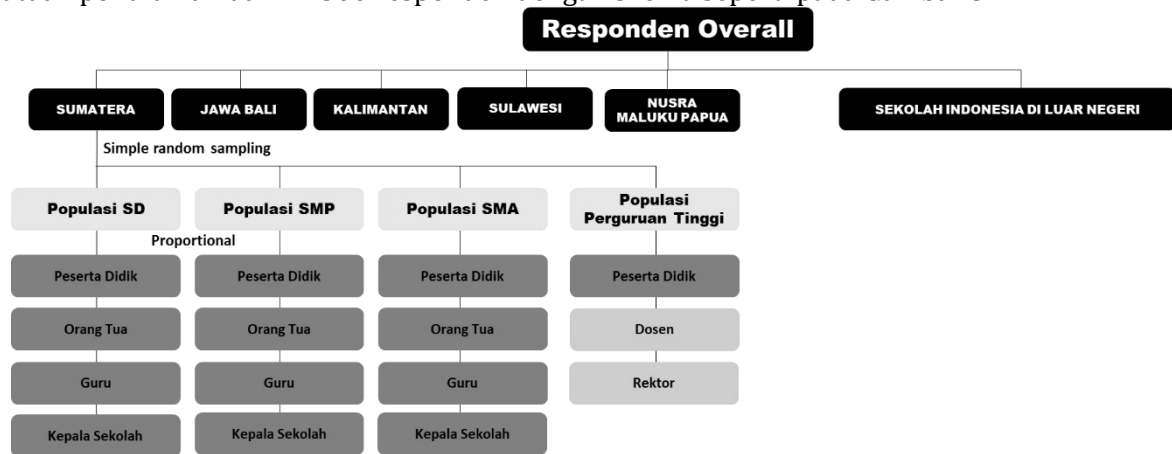 Responden Overall
SUMATERA
JAWA BALI
KALIMANTAN
SULAWESI
NUSRA
MALUKU PAPUA
SEKOLAH INDONESIA DI LUAR NEGERI
Simple random sampling
Populasi SD
Populasi SMP
Populasi SMA
Populasi
Perguruan Tinggi
Proportional
Peserta Didik
Peserta Didik
Peserta Didik
Peserta Didik
Orang Tua
Orang Tua
Orang Tua
Dosen
Guru
Guru
Guru
Rektor
Kepala Sekolah
Kepala Sekolah
Kepala Sekolah